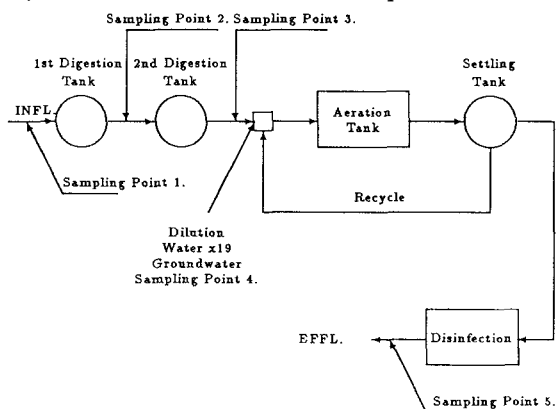 Sampling Point 2. Sampling Point 3.
1st Digestion
Tank
2nd Digestion
Tank
Settling
Tank
INFL.
Aeration
Tank
Sampling Point 1.
Recycle
Dilution
Water x19
Groundwater
Sampling Point 4.
EFFL.
Disinfection
Sampling Point 5.